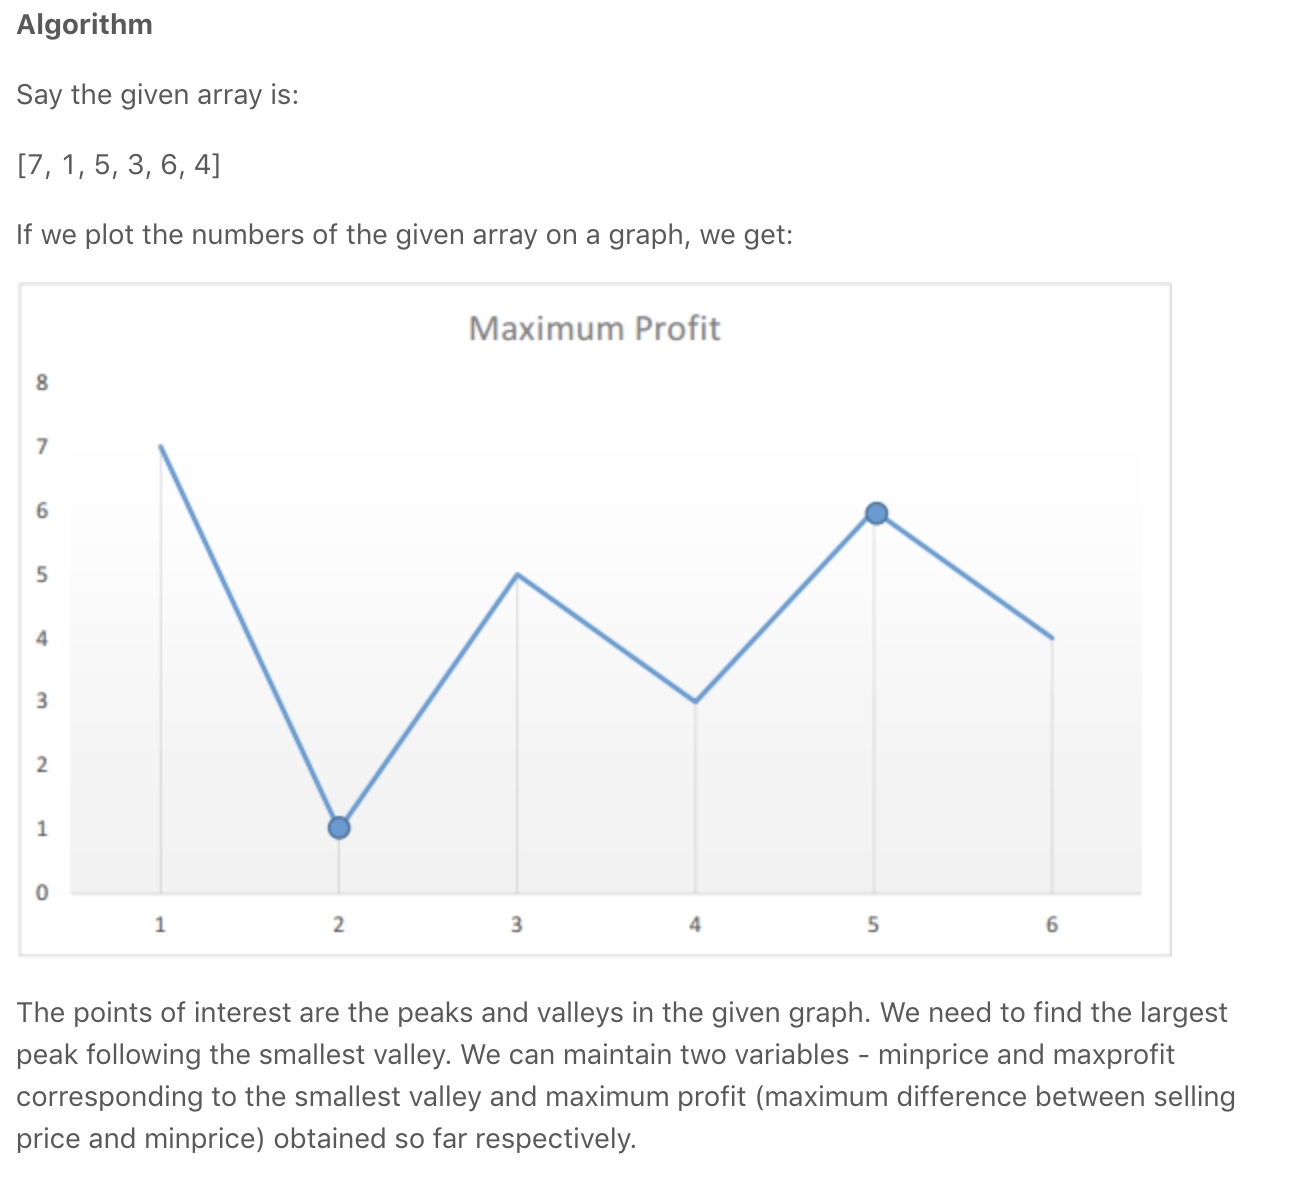 Algorithm
Say the given array is:
[7, 1, 5, 3, 6, 4]
If we plot the numbers of the given array on a graph, we get:
Maximum Profit
8
7
6
5
4
3
2
1
0
1 2 3 4 5 6
The points of interest are the peaks and valleys in the given graph. We need to find the largest
peak following the smallest valley. We can maintain two variables - minprice and maxprofit
corresponding to the smallest valley and maximum profit (maximum difference between selling
price and minprice) obtained so far respectively.